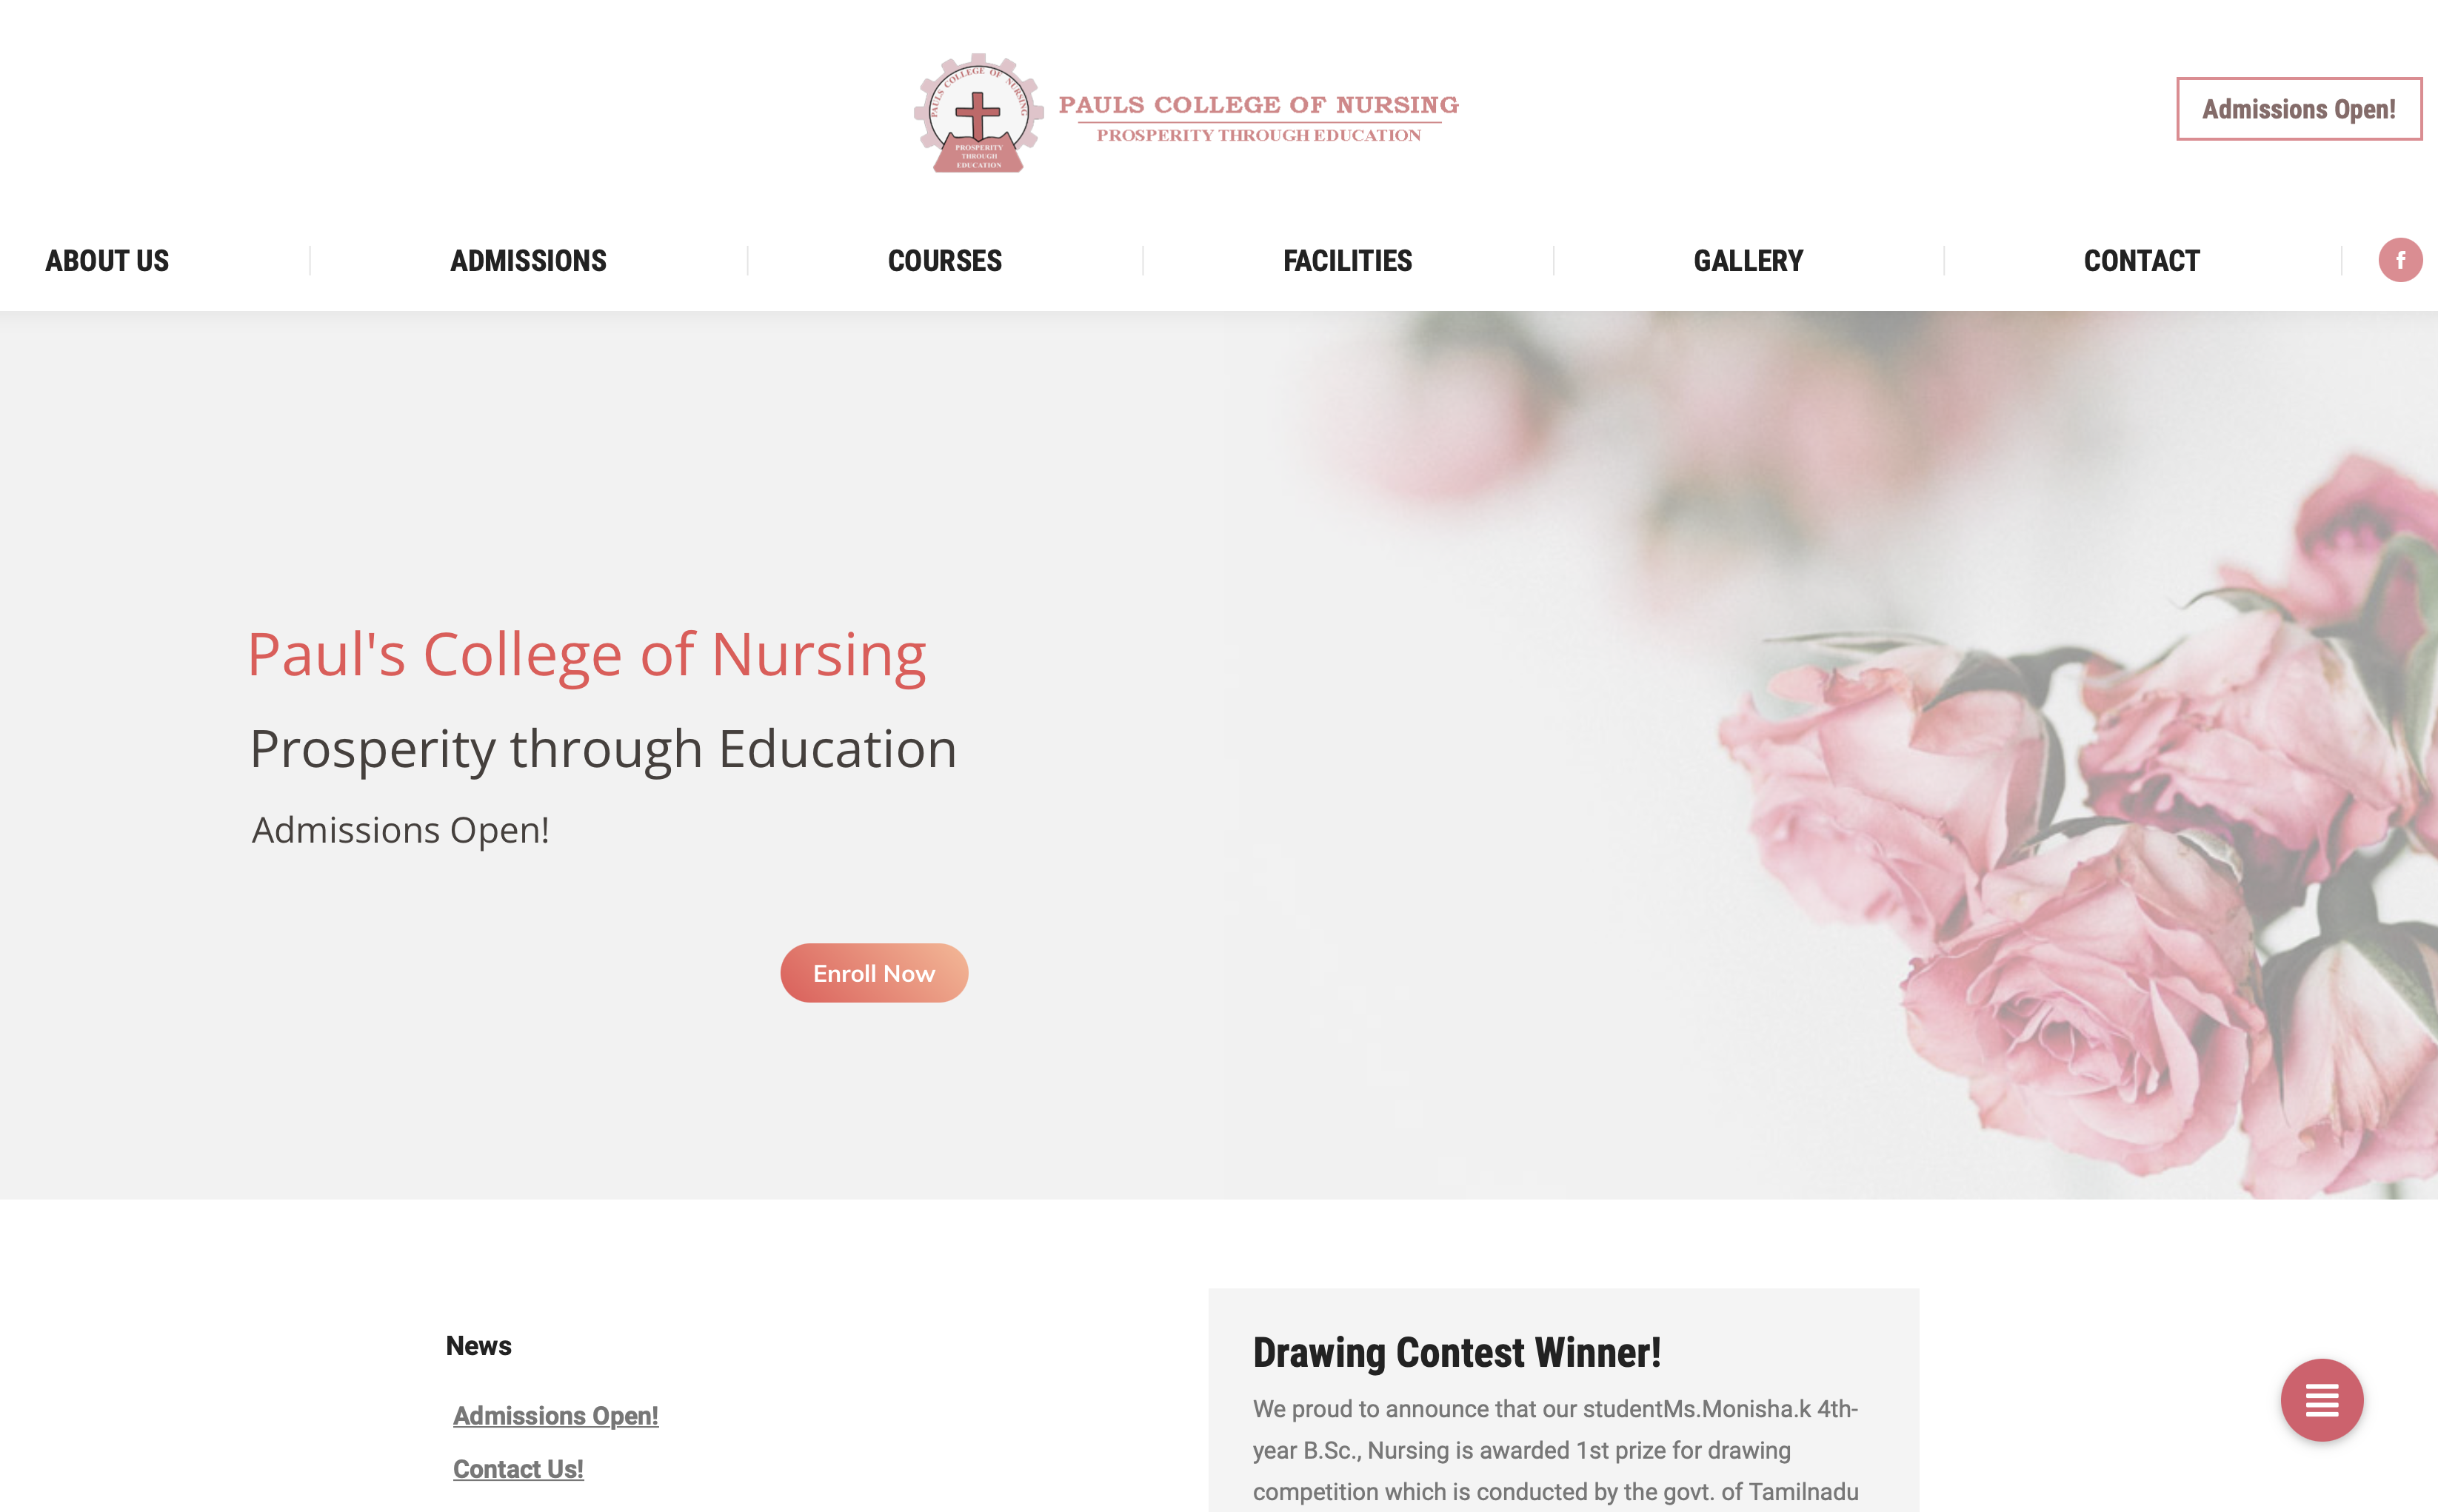 PAULS COLLEGE OF NURSING
PROSPERITY
THROUGH
EDUCATION
PAULS COLLEGE OF NURSING
PROSPERITY THROUGH EDUCATION
Admissions Open!
ABOUT US
ADMISSIONS
COURSES
FACILITIES
GALLERY
CONTACT
f
Paul's College of Nursing
Prosperity through Education
Admissions Open!
Enroll Now
News
Admissions Open!
Contact Us!
Drawing Contest Winner!
We proud to announce that our studentMs.Monisha.k 4th-
year B.Sc., Nursing is awarded 1st prize for drawing
competition which is conducted by the govt. of Tamilnadu